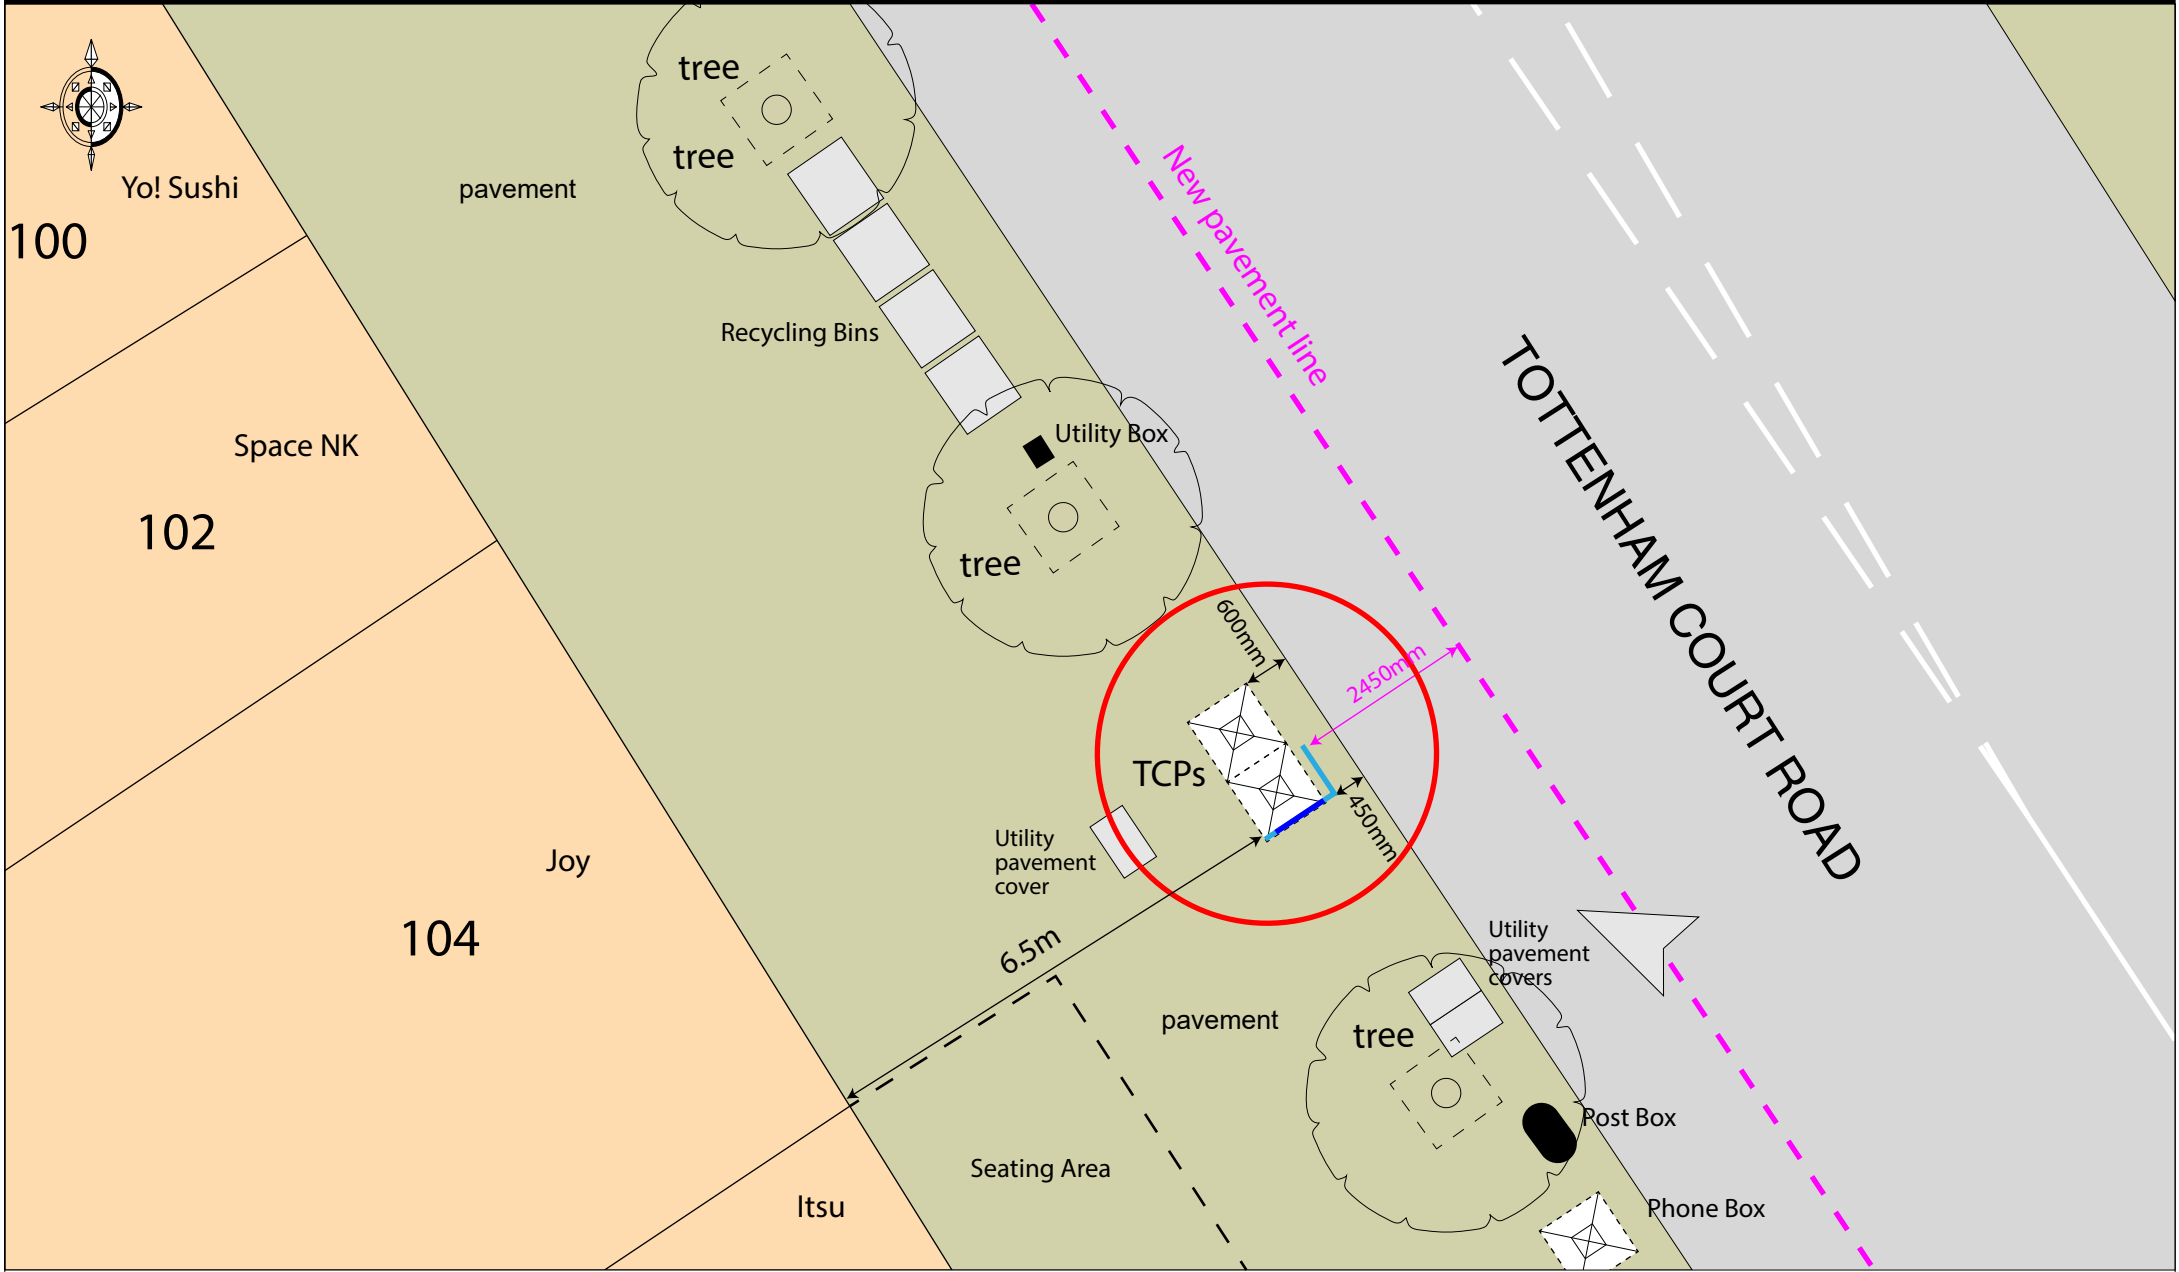 tree
tree
Yo! Sushi
pavement
100
New pavement line
Recycling Bins
TOTTENHAM COURT ROAD
Utility Box
Space NK
102
tree
600mm
2450mm
TCPs
450mm
Utility
pavement
cover
Joy
104
6.5m
Utility
pavement
covers
pavement
tree
Post Box
Seating Area
Itsu
Phone Box